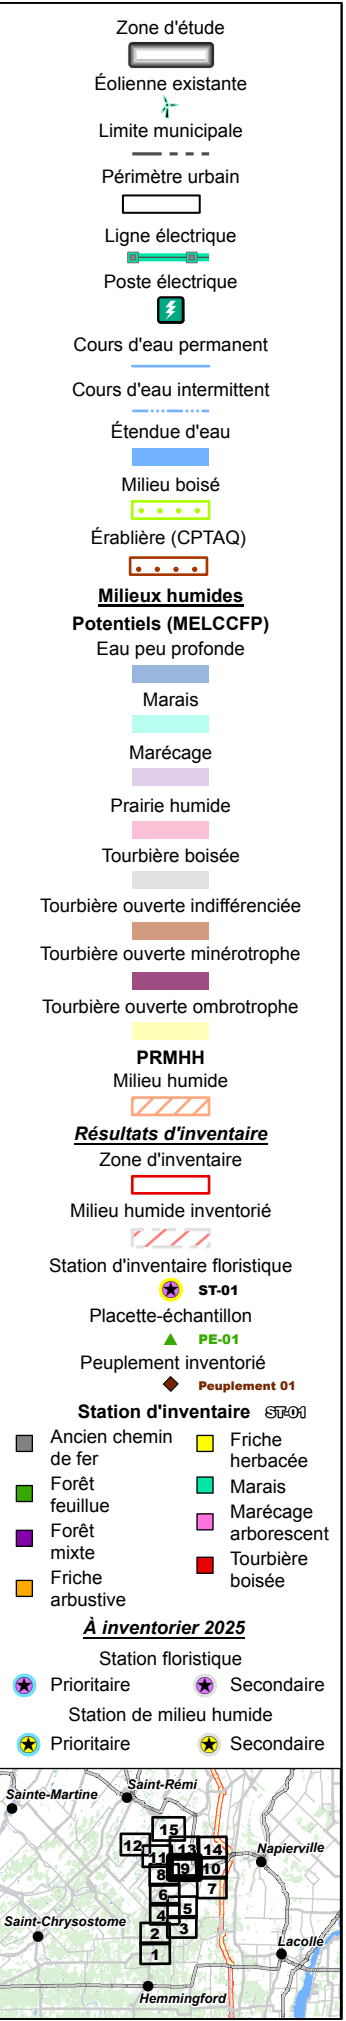 Zone d'étude
Éolienne existante
Limite municipale
Périmètre urbain
Ligne électrique
Poste électrique
Cours d'eau permanent
Cours d'eau intermittent
Étendue d'eau
Milieu boisé
Érablière (CPTAQ)
Milieux humides
Potentiels (MELCCFP)
Eau peu profonde
Marais
Marécage
Prairie humide
Tourbière boisée
Tourbière ouverte indifférenciée
Tourbière ouverte minérotrophe
Tourbière ouverte ombrotrophe
PRMHH
Milieu humide
Résultats d'inventaire
Zone d'inventaire
Milieu humide inventorié
Station d'inventaire floristique
ST-01
Placette-échantillon
PE-01
Peuplement inventorié
Peuplement 01
Station d'inventaire ST-01
Ancien chemin
de fer
Forêt
feuillue
Forêt
mixte
Friche
arbustive
Friche
herbacée
Marais
Marécage
arborescent
Tourbière
boisée
À inventorier 2025
Station floristique
Prioritaire Secondaire
Station de milieu humide
Prioritaire Secondaire
Saint-Rémi
Sainte-Martine
15
12 13 14
Napierville
11
8 9 10
7
6
5
4
Saint-Chrysostome
3
2
Lacolle
1
Hemmingford